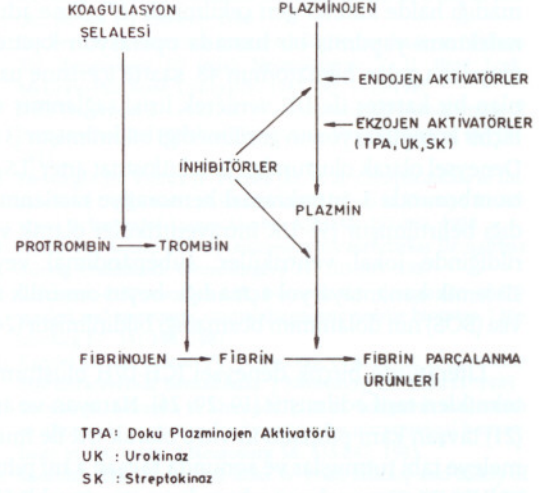 KOAGULASYON
ŞELALESİ
PLAZMİNOJEN
ENDOJEN AKTİVATÖRLER
EKZOJEN AKTİVATÖRLER
(TPA,UK,SK)
İNHİBİTÖRLER
PLAZMİN
PROTROMBİN
TROMBİN
FİBRİNOJEN
FİBRİN
FİBRİN PARÇALANMA
ÜRÜNLERİ
TPA: Doku Plazminojen Aktivatörü
UK : Urokinaz
SK : Streptokinaz